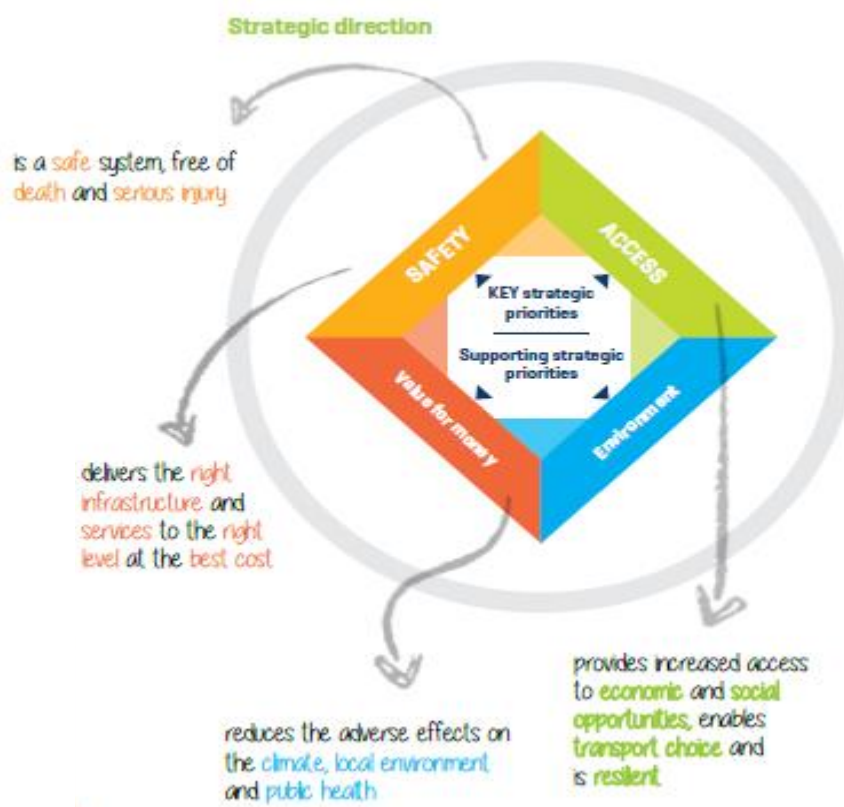 Strategic direction
is a safe system, free of
death and serious injury
SAFETY
ACCESS
KEY strategic
priorities
Supporting strategic
priorities
Value for money
Environment
delivers the right
infrastructure and
services to the right
level at the best cost
reduces the adverse effects on
the climate, local environment
and public health
provides increased access
to economic and social
opportunities, enables
transport choice and
is resilient